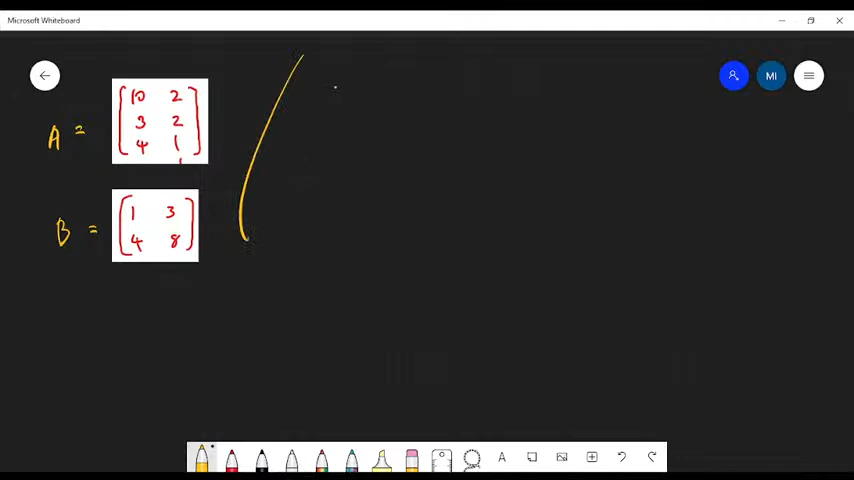 Microsoft Whiteboard
MI
A =
10 2
3 2
4 1
B =
1 3
4 8
A